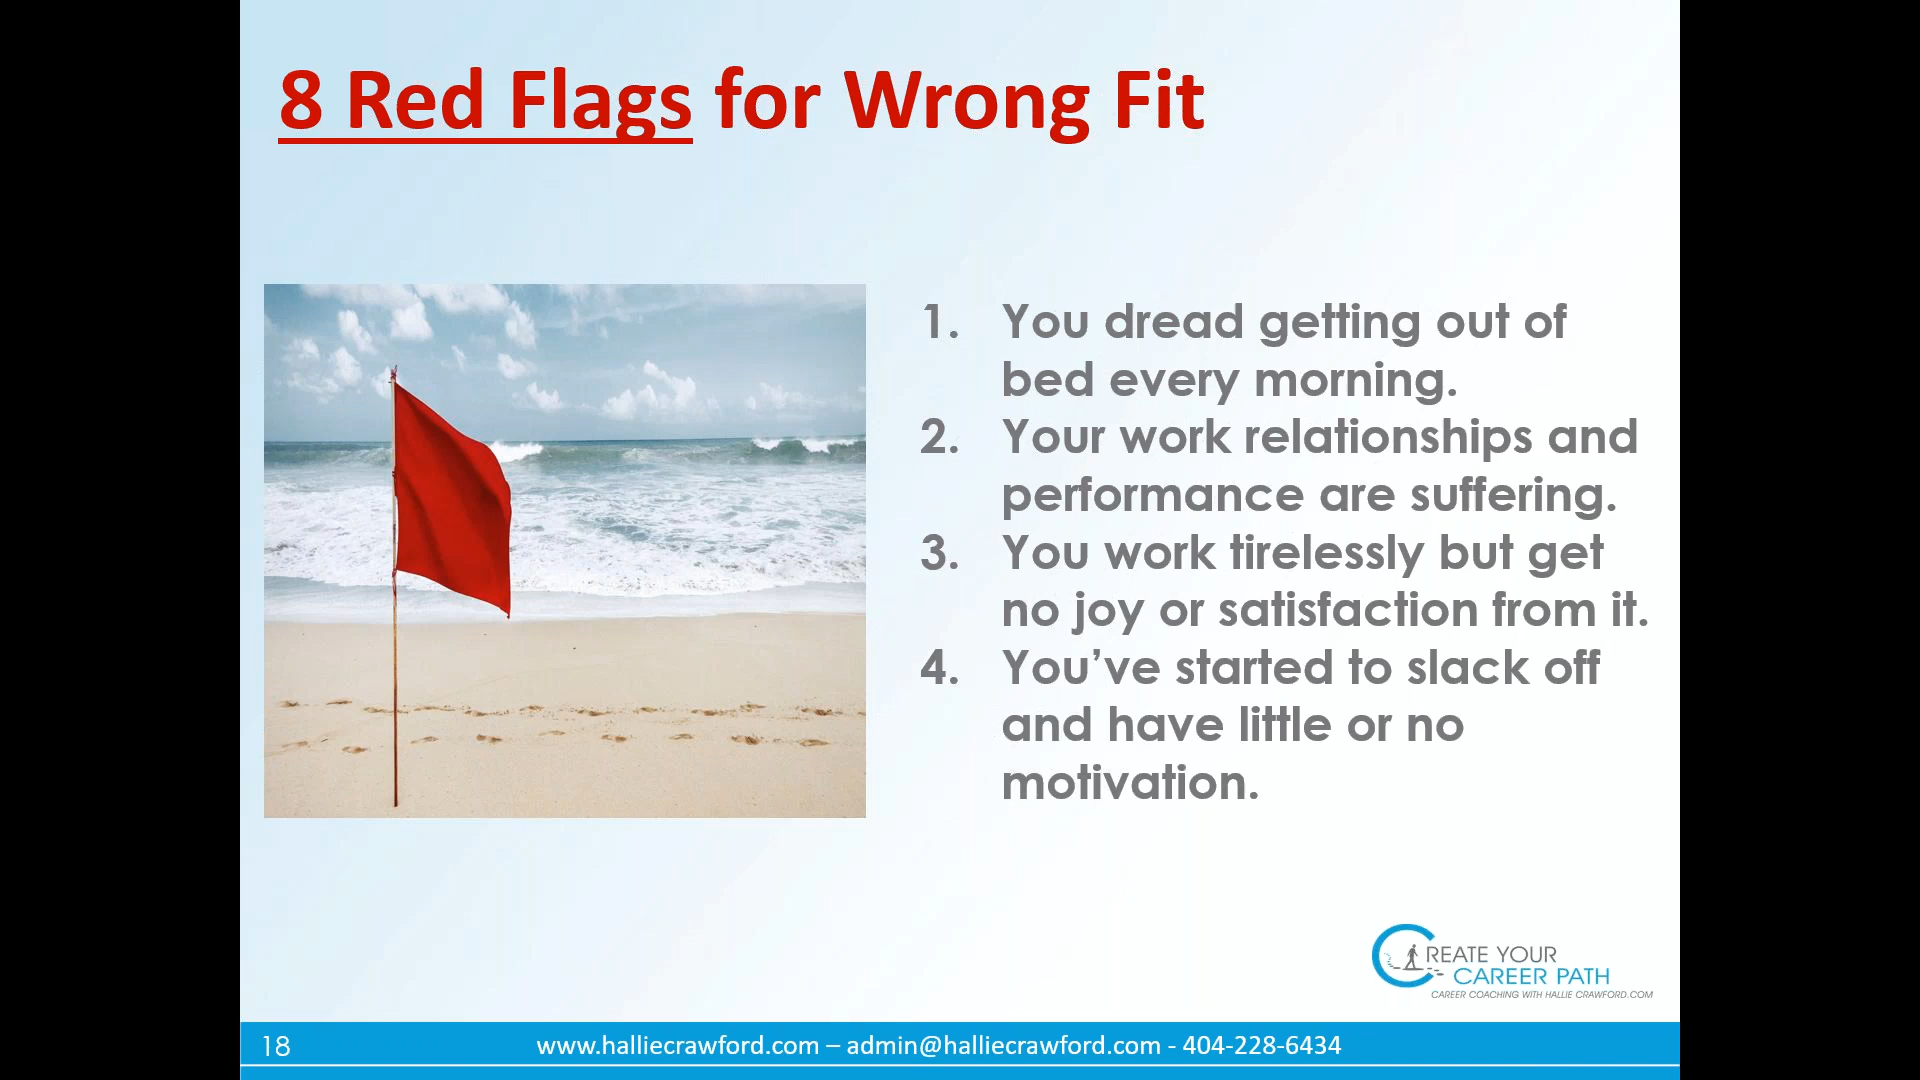 8 Red Flags for Wrong Fit
1. You dread getting out of
bed every morning.
2. Your work relationships and
performance are suffering.
3. You work tirelessly but get
no joy or satisfaction from it.
4. You’ve started to slack off
and have little or no
motivation.
CREATE YOUR
CAREER PATH
CAREER COACHING WITH HALLIE CRAWFORD.COM
18 www.halliecrawford.com – admin@halliecrawford.com - 404-228-6434